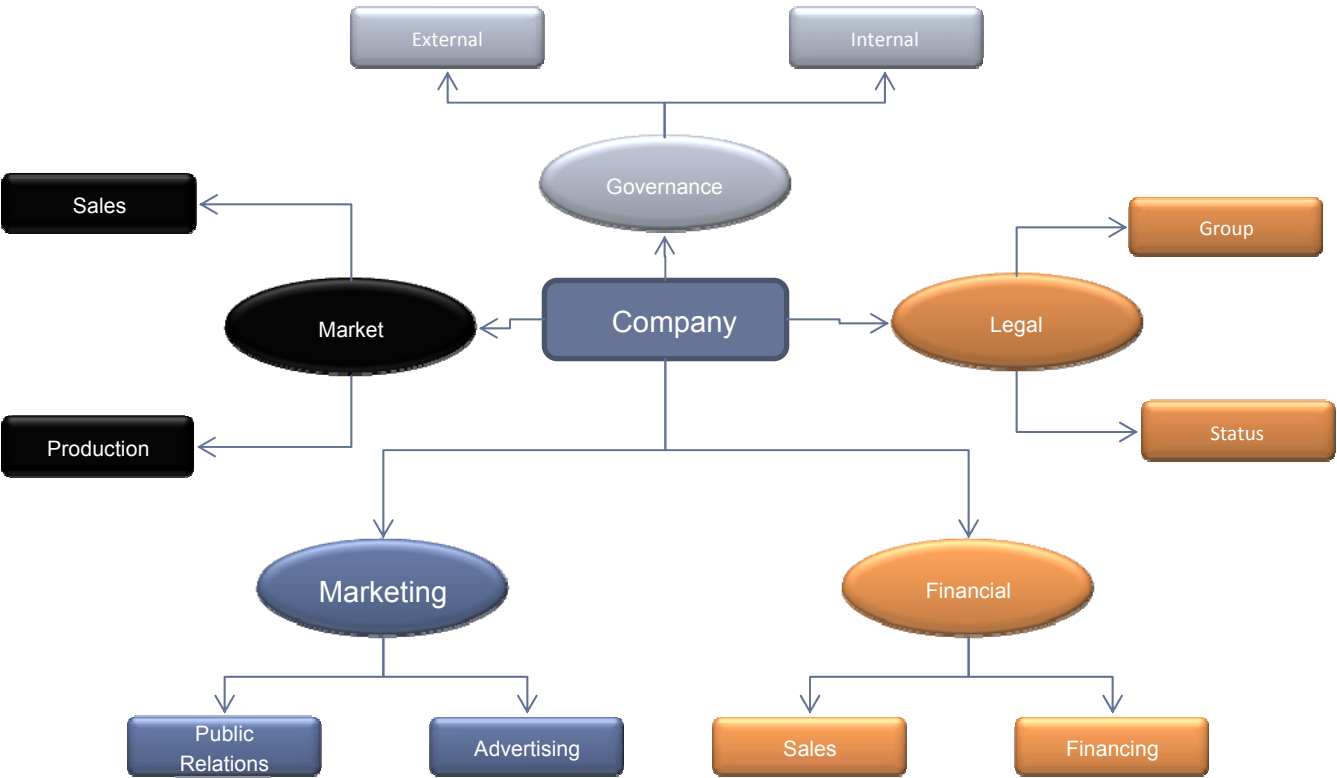 External
Internal
Governance
Sales
Group
Company
Market
Legal
Production
Status
Marketing
Financial
Public
Relations
Advertising
Sales
Financing